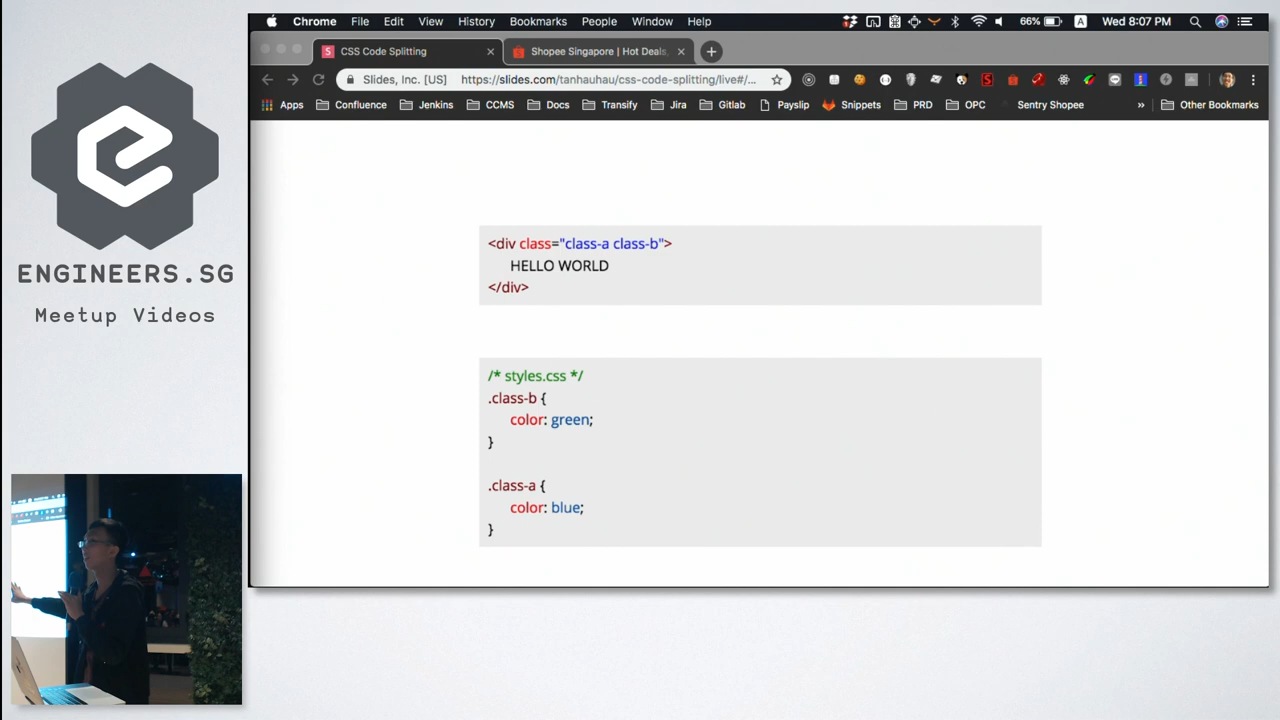 ENGINEERS.SG
Meetup Videos
Chrome File Edit View History Bookmarks People Window Help
66% A Wed 8:07 PM
CSS Code Splitting
Shopee Singapore | Hot Deals,
Slides, Inc. [US] https://slides.com/tanhauhau/css-code-splitting/live#/...
Apps Confluence Jenkins CCMS Docs Transify Jira Gitlab Payslip Snippets PRD OPC Sentry Shopee » Other Bookmarks
<div class="class-a class-b">
HELLO WORLD
</div>
/* styles.css */
.class-b {
color: green;
}
.class-a {
color: blue;
}